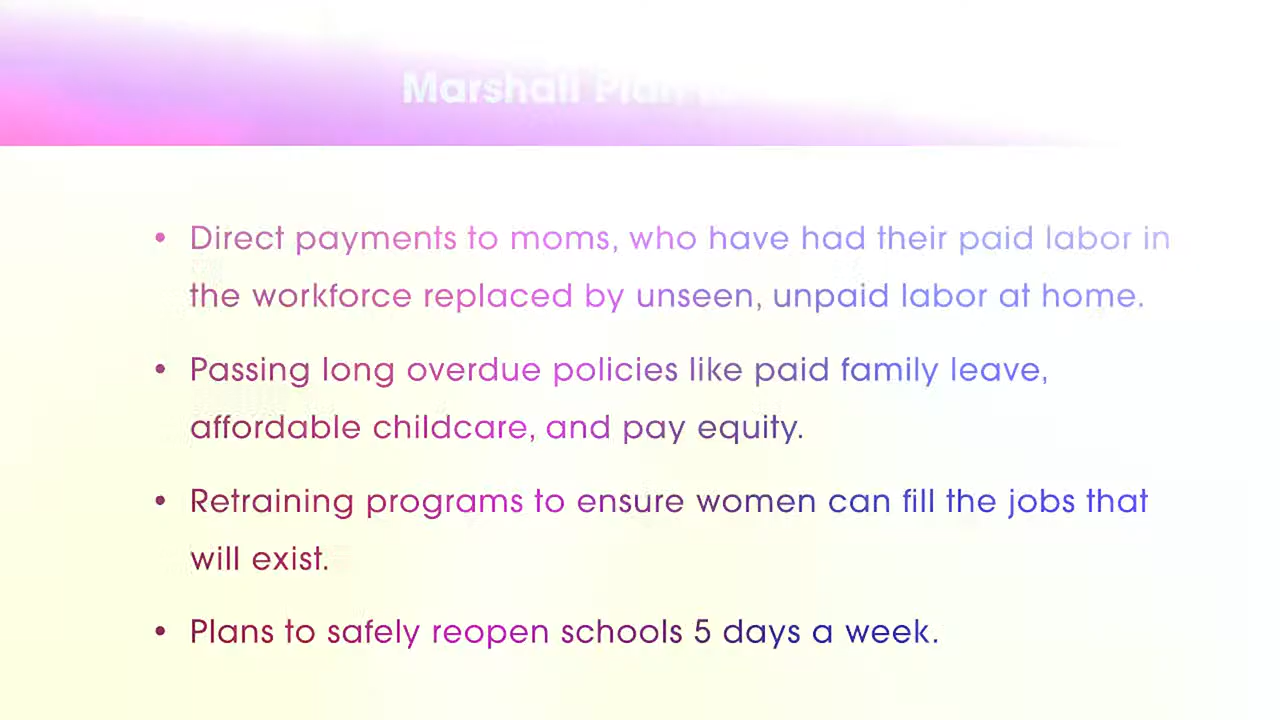 Marshall Plan
• Direct payments to moms, who have had their paid labor in
the workforce replaced by unseen, unpaid labor at home.
• Passing long overdue policies like paid family leave,
affordable childcare, and pay equity.
• Retraining programs to ensure women can fill the jobs that
will exist.
• Plans to safely reopen schools 5 days a week.